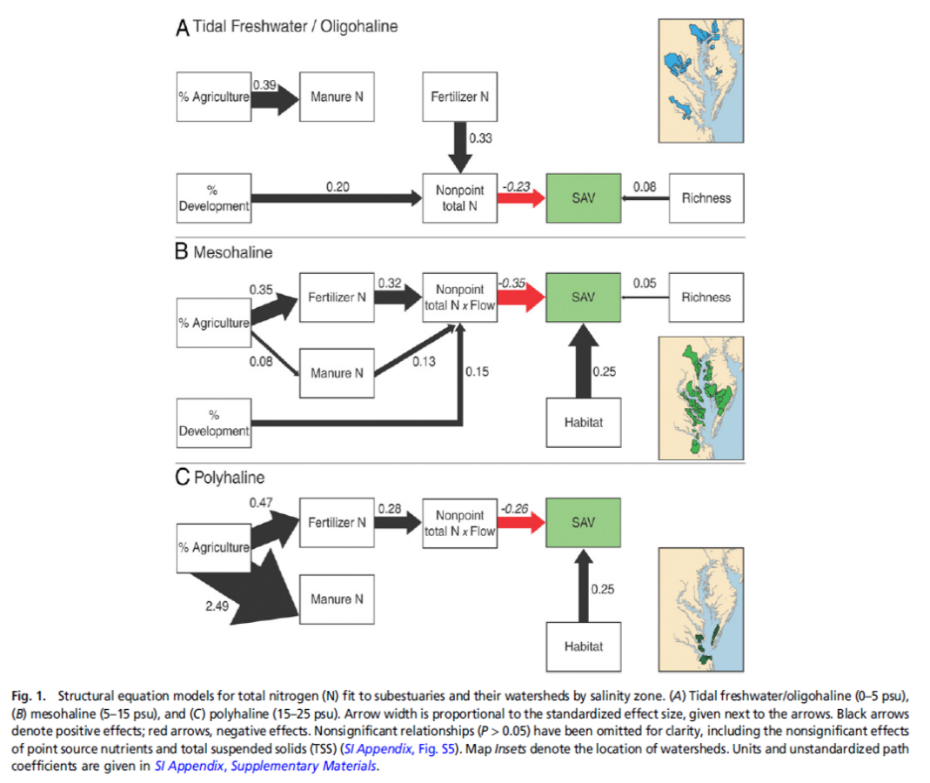 A Tidal Freshwater / Oligohaline
% Agriculture
0.39
Manure N
Fertilizer N
0.33
%
Development
0.20
Nonpoint
total N
-0.23
SAV
0.08
Richness
B Mesohaline
% Agriculture
0.35
Fertilizer N
0.32
Nonpoint
total N x Flow
-0.35
SAV
0.05
Richness
0.08
Manure N
0.13
0.15
0.25
%
Development
Habitat
C Polyhaline
% Agriculture
0.47
Fertilizer N
0.28
Nonpoint
total N x Flow
-0.26
SAV
2.49
Manure N
0.25
Habitat
Fig. 1. Structural equation models for total nitrogen (N) fit to subestuaries and their watersheds by salinity zone. (A) Tidal freshwater/oligohaline (0–5 psu),
(B) mesohaline (5–15 psu), and (C) polyhaline (15–25 psu). Arrow width is proportional to the standardized effect size, given next to the arrows. Black arrows
denote positive effects; red arrows, negative effects. Nonsignificant relationships (P > 0.05) have been omitted for clarity, including the nonsignificant effects
of point source nutrients and total suspended solids (TSS) (SI Appendix, Fig. S5). Map Insets denote the location of watersheds. Units and unstandardized path
coefficients are given in SI Appendix, Supplementary Materials.